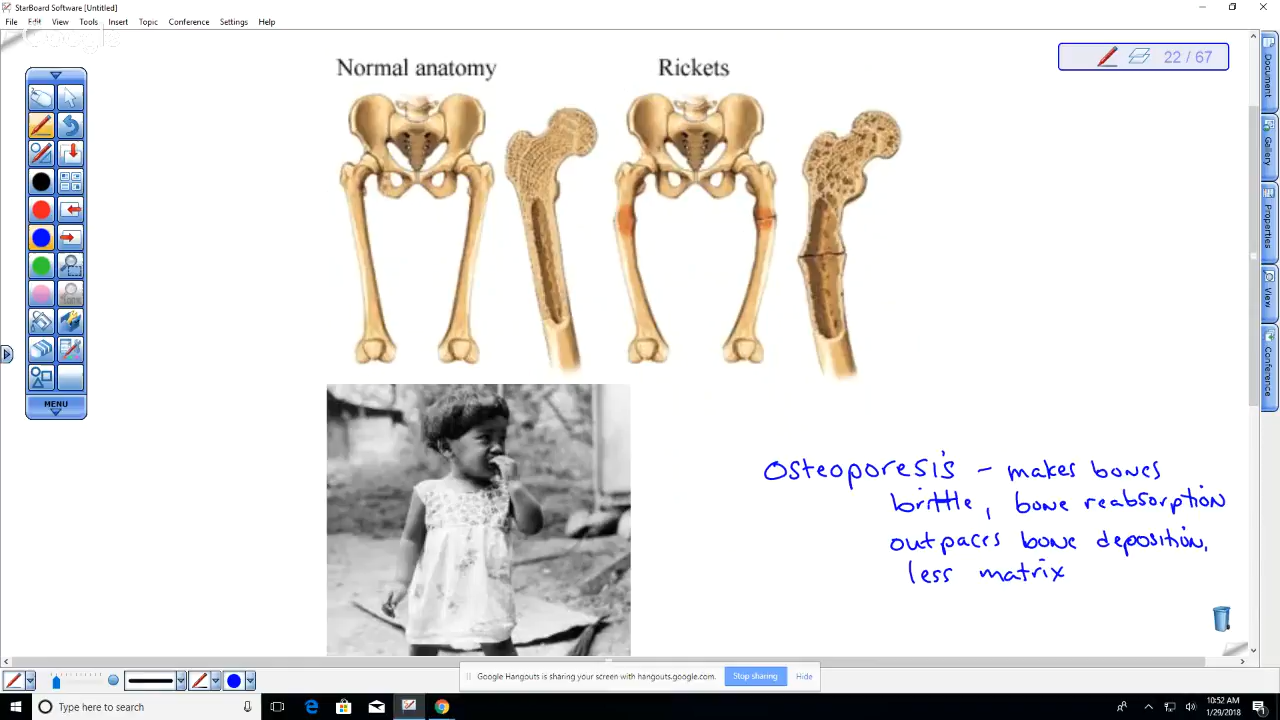 StarBoard Software [Untitled]
File Edit View Tools Insert Topic Conference Settings Help
22 / 67
Normal anatomy Rickets
Document
Gallery
Properties
View
Conference
MENU
Osteoporesis - makes bones
brittle, bone reabsorption
outpaces bone deposition,
less matrix
Google Hangouts is sharing your screen with hangouts.google.com. Stop sharing Hide
Type here to search
10:52 AM
1/29/2018